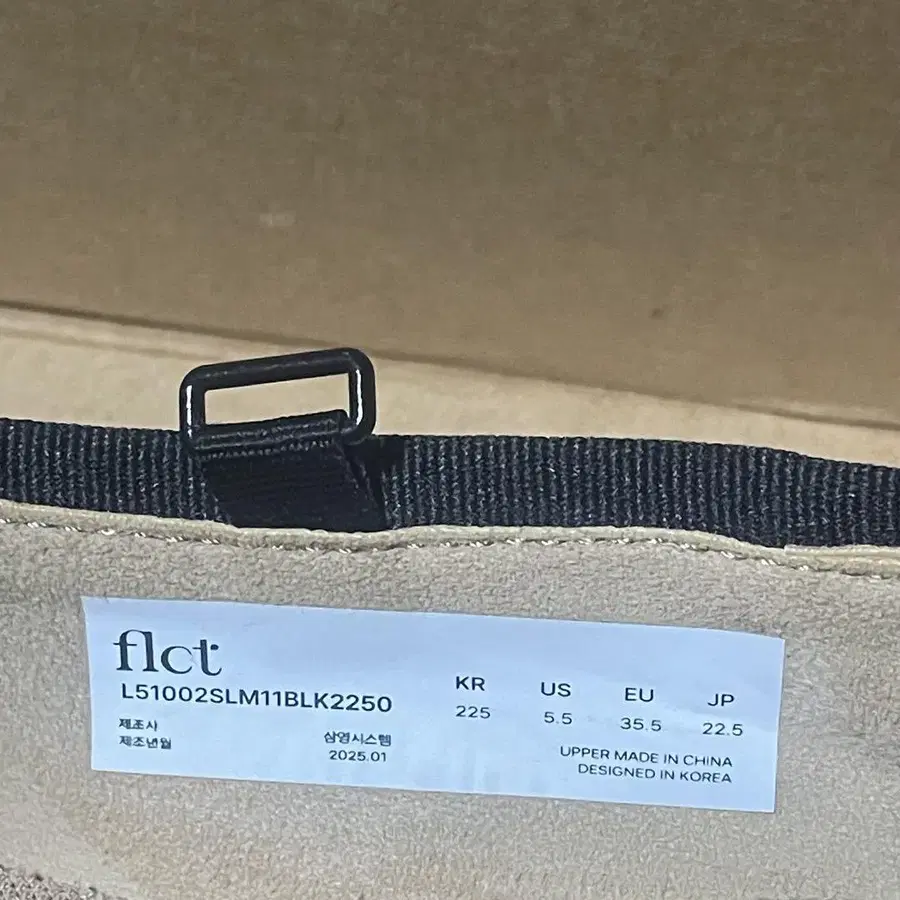 flct
L51002SLM11BLK2250
제조사 삼영시스템
제조년월 2025.01
KR US EU JP
225 5.5 35.5 22.5
UPPER MADE IN CHINA
DESIGNED IN KOREA